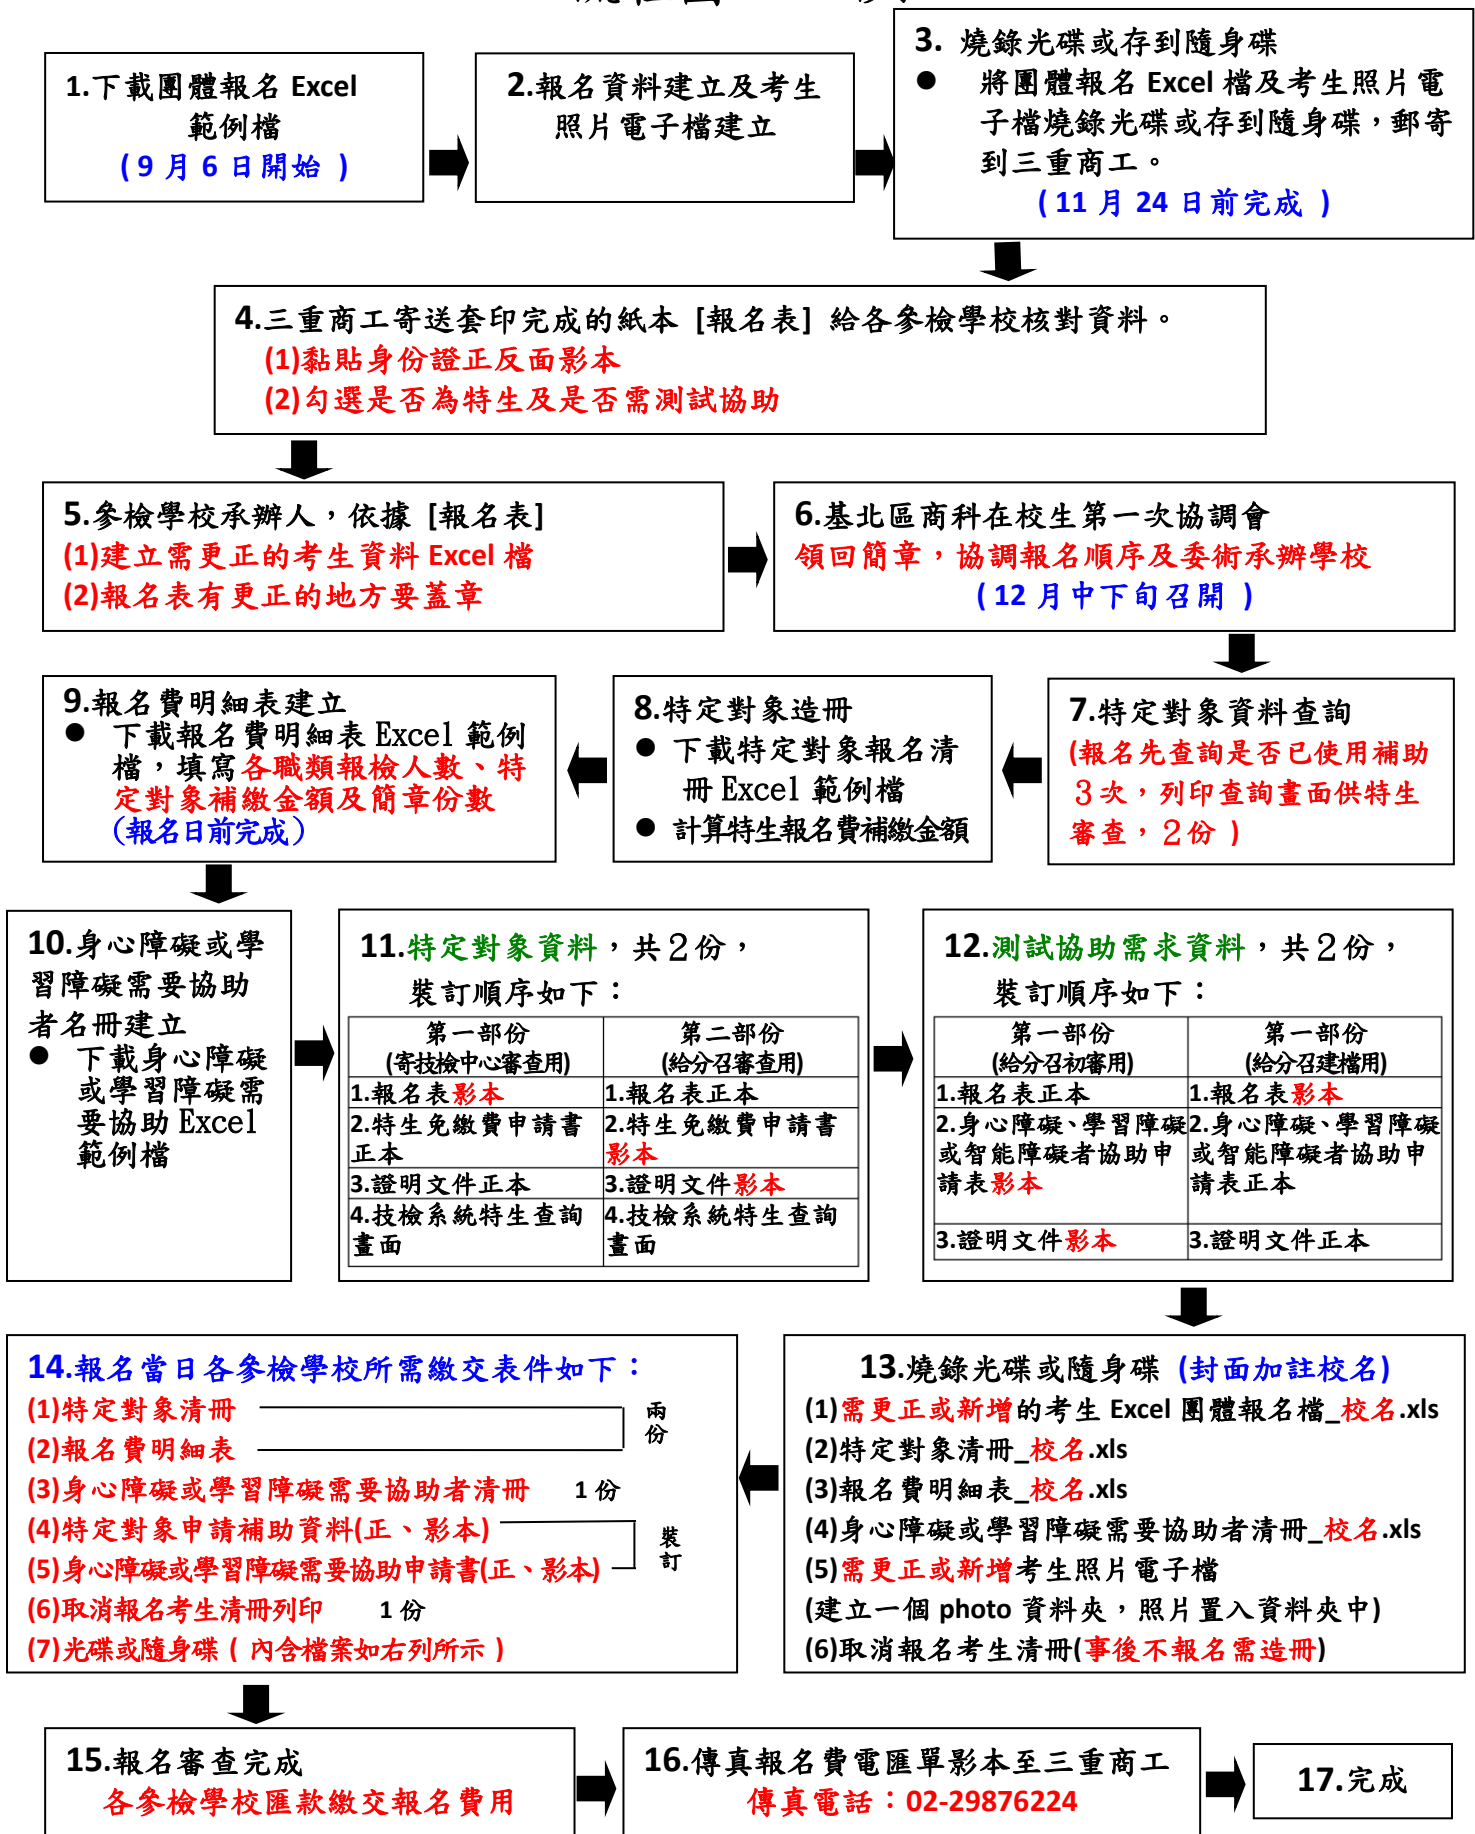 1.下載團體報名 Excel
範例檔
( 9 月 6 日開始 )
2.報名資料建立及考生
照片電子檔建立
3. 燒錄光碟或存到隨身碟
● 將團體報名 Excel 檔及考生照片電
子檔燒錄光碟或存到隨身碟，郵寄
到三重商工。
( 11 月 24 日前完成 )
4.三重商工寄送套印完成的紙本 [報名表] 給各參檢學校核對資料。
(1)黏貼身份證正反面影本
(2)勾選是否為特生及是否需測試協助
5.參檢學校承辦人，依據 [報名表]
(1)建立需更正的考生資料 Excel 檔
(2)報名表有更正的地方要蓋章
6.基北區商科在校生第一次協調會
領回簡章，協調報名順序及委術承辦學校
( 12 月中下旬召開 )
7.特定對象資料查詢
(報名先查詢是否已使用補助
３次，列印查詢畫面供特生
審查，２份 )
8.特定對象造冊
● 下載特定對象報名清
冊 Excel 範例檔
● 計算特生報名費補繳金額
9.報名費明細表建立
● 下載報名費明細表 Excel 範例
檔，填寫各職類報檢人數、特
定對象補繳金額及簡章份數
（報名日前完成）
10.身心障礙或學
習障礙需要協助
者名冊建立
● 下載身心障礙
或學習障礙需
要協助 Excel
範例檔
11.特定對象資料，共２份，
裝訂順序如下：
第一部份 第二部份
(寄技檢中心審查用) (給分召審查用)
1.報名表影本 1.報名表正本
2.特生免繳費申請書 2.特生免繳費申請書
正本 影本
3.證明文件正本 3.證明文件影本
4.技檢系統特生查詢 4.技檢系統特生查詢
畫面 畫面
12.測試協助需求資料，共２份，
裝訂順序如下：
第一部份 第一部份
(給分召初審用) (給分召建檔用)
1.報名表正本 1.報名表影本
2.身心障礙、學習障礙 2.身心障礙、學習障礙
或智能障礙者協助申 或智能障礙者協助申
請表影本 請表正本
3.證明文件影本 3.證明文件正本
13.燒錄光碟或隨身碟 (封面加註校名)
(1)需更正或新增的考生 Excel 團體報名檔_校名.xls
(2)特定對象清冊_校名.xls
(3)報名費明細表_校名.xls
(4)身心障礙或學習障礙需要協助者清冊_校名.xls
(5)需更正或新增考生照片電子檔
(建立一個 photo 資料夾，照片置入資料夾中)
(6)取消報名考生清冊(事後不報名需造冊)
14.報名當日各參檢學校所需繳交表件如下：
(1)特定對象清冊
(2)報名費明細表
兩
份
(3)身心障礙或學習障礙需要協助者清冊 1 份
(4)特定對象申請補助資料(正、影本)
(5)身心障礙或學習障礙需要協助申請書(正、影本)
裝
訂
(6)取消報名考生清冊列印 1 份
(7)光碟或隨身碟 ( 內含檔案如右列所示 )
15.報名審查完成
各參檢學校匯款繳交報名費用
16.傳真報名費電匯單影本至三重商工
傳真電話：02-29876224
17.完成